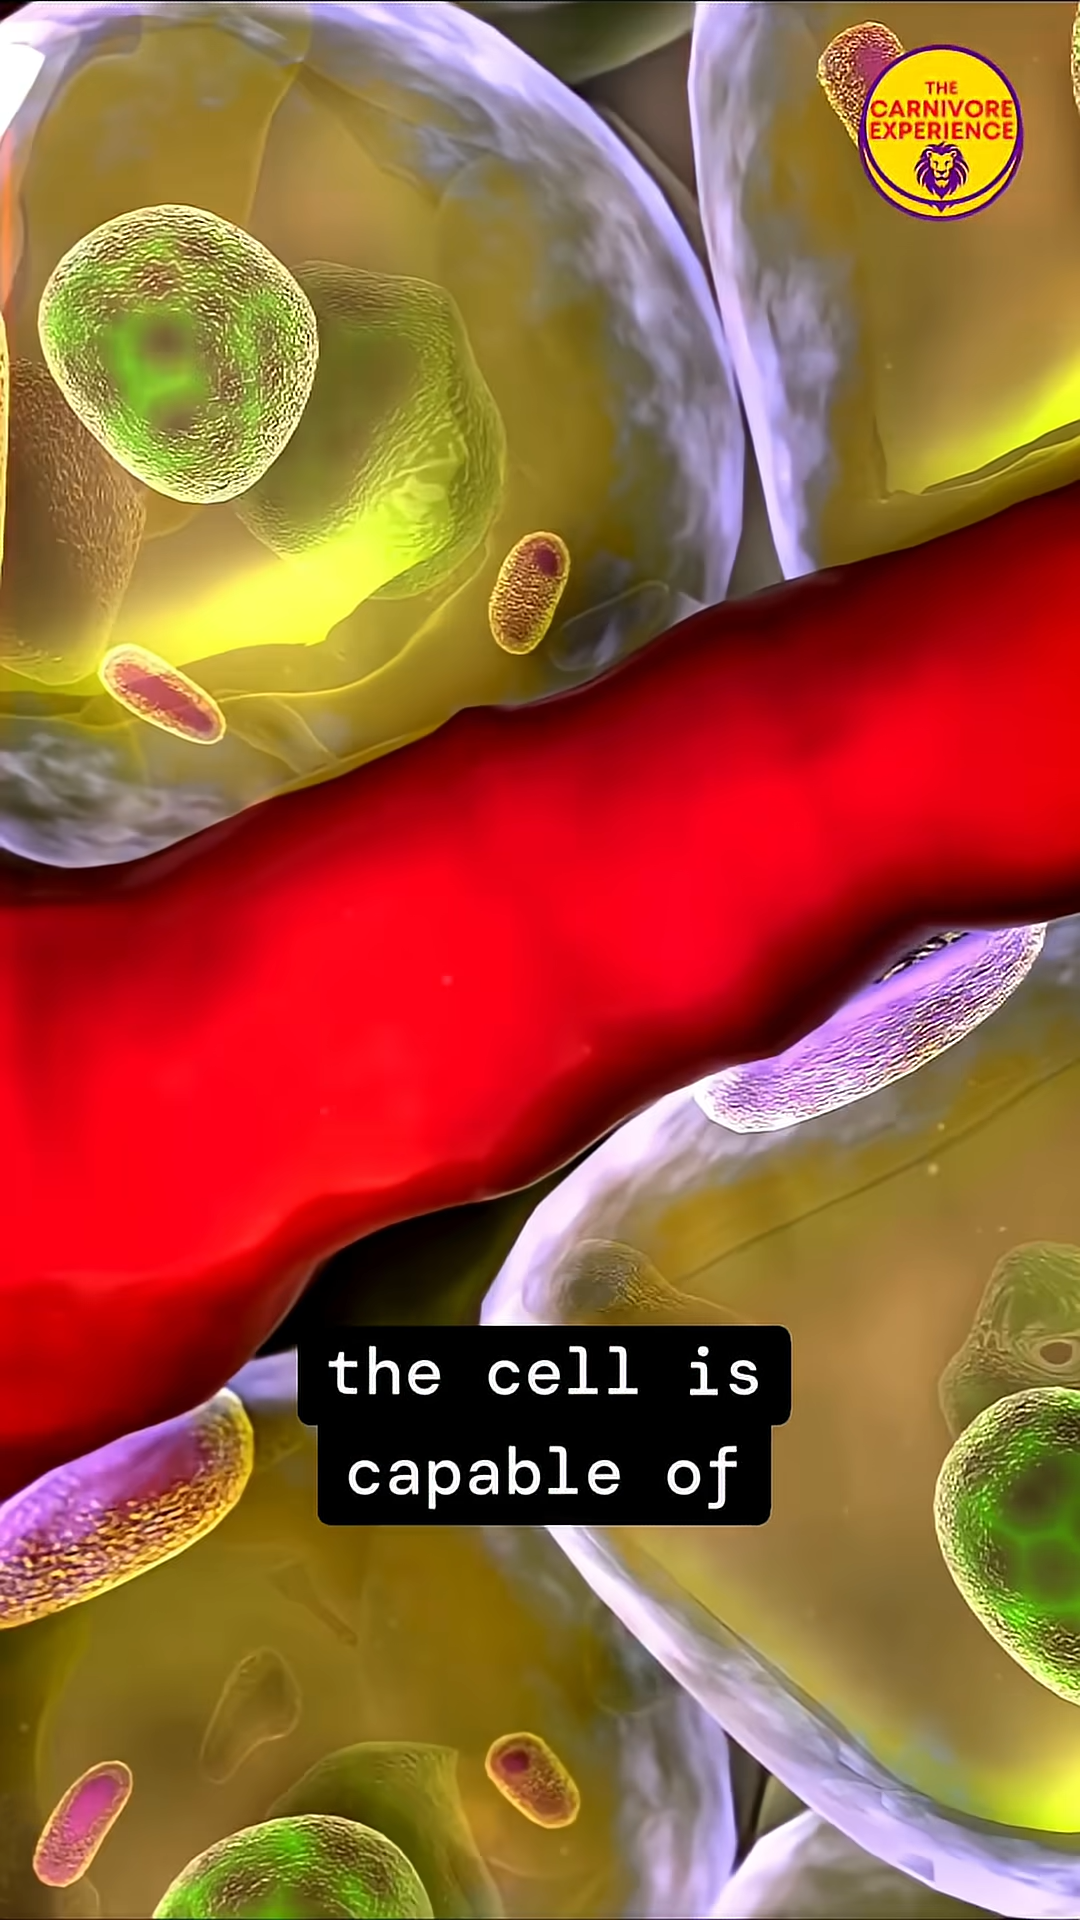 THE
CARNIVORE
EXPERIENCE
the cell is
capable of